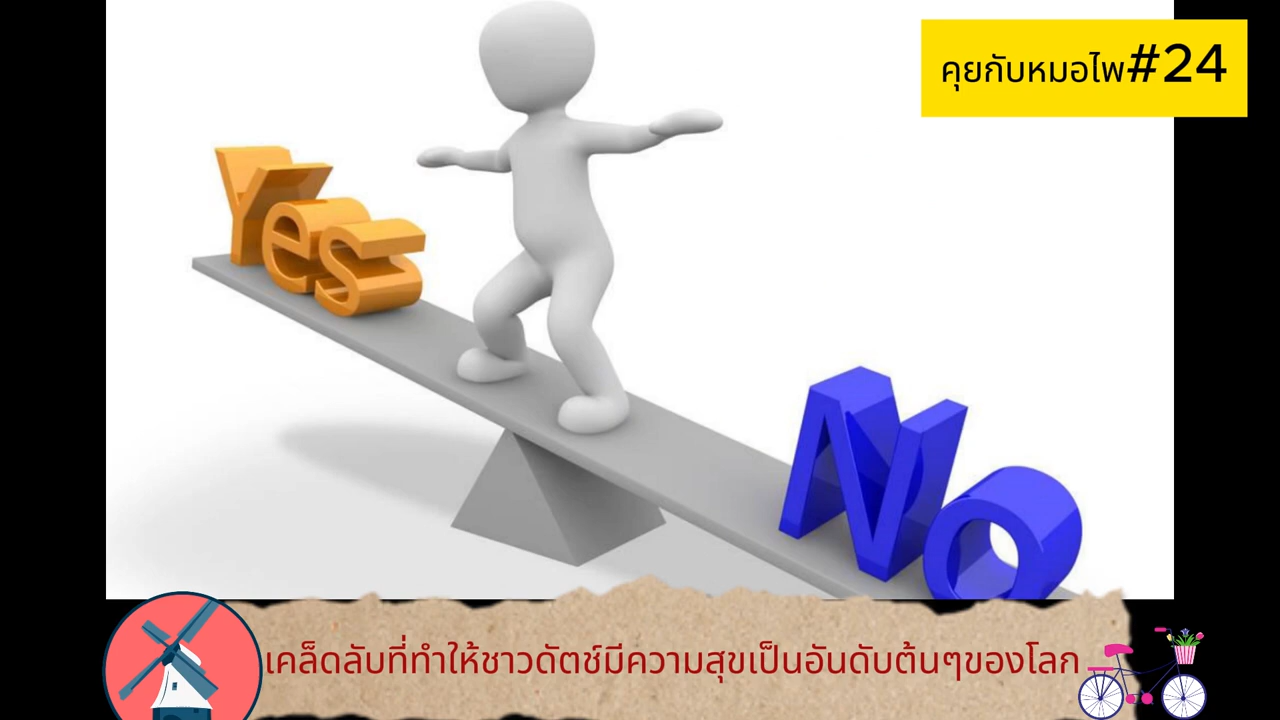 คุยกับหมอไพ#24
Yes
No
เคล็ดลับที่ทำให้ชาวดัตช์มีความสุขเป็นอันดับต้นๆของโลก